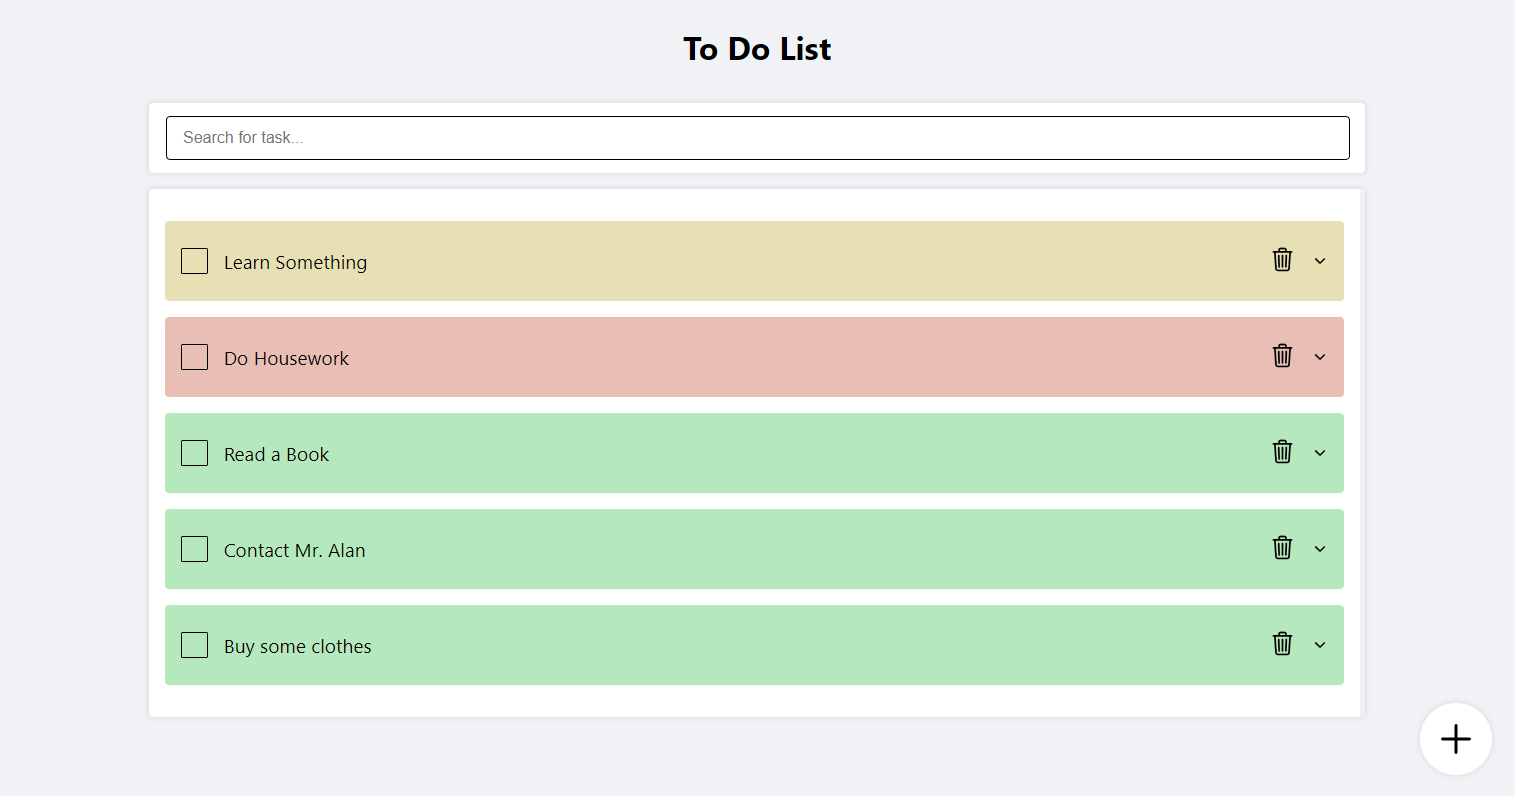 To Do List
Search for task...
Learn Something
Do Housework
Read a Book
Contact Mr. Alan
Buy some clothes